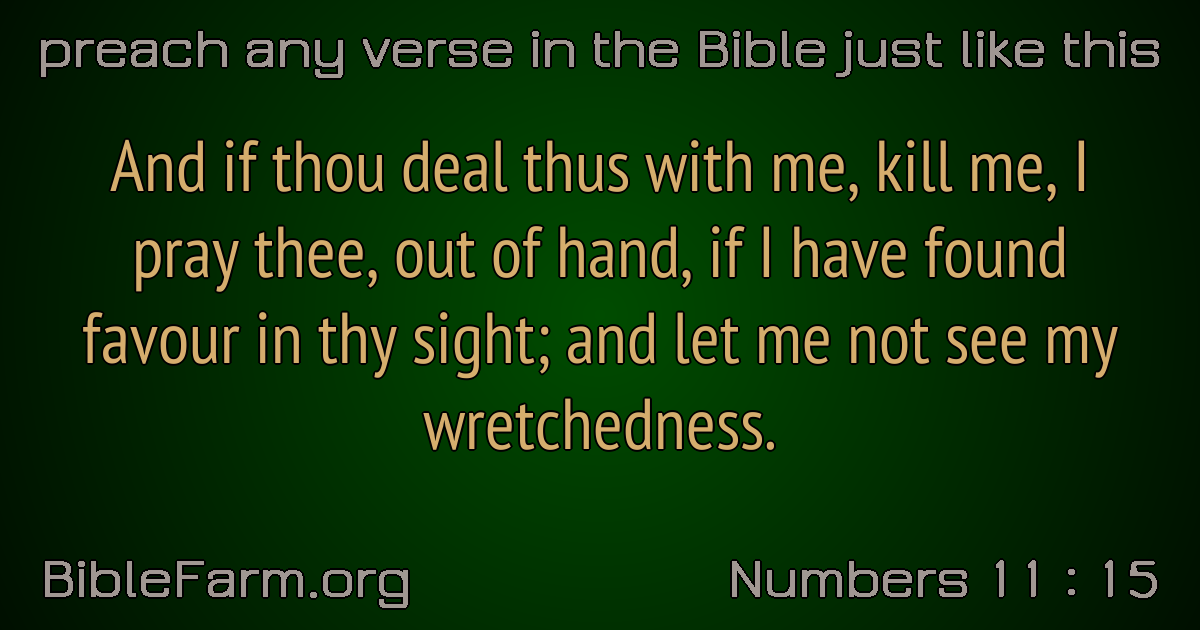 preach any verse in the Bible just like this
And if thou deal thus with me, kill me, I
pray thee, out of hand, if I have found
favour in thy sight; and let me not see my
wretchedness.
BibleFarm.org
Numbers 11 : 15